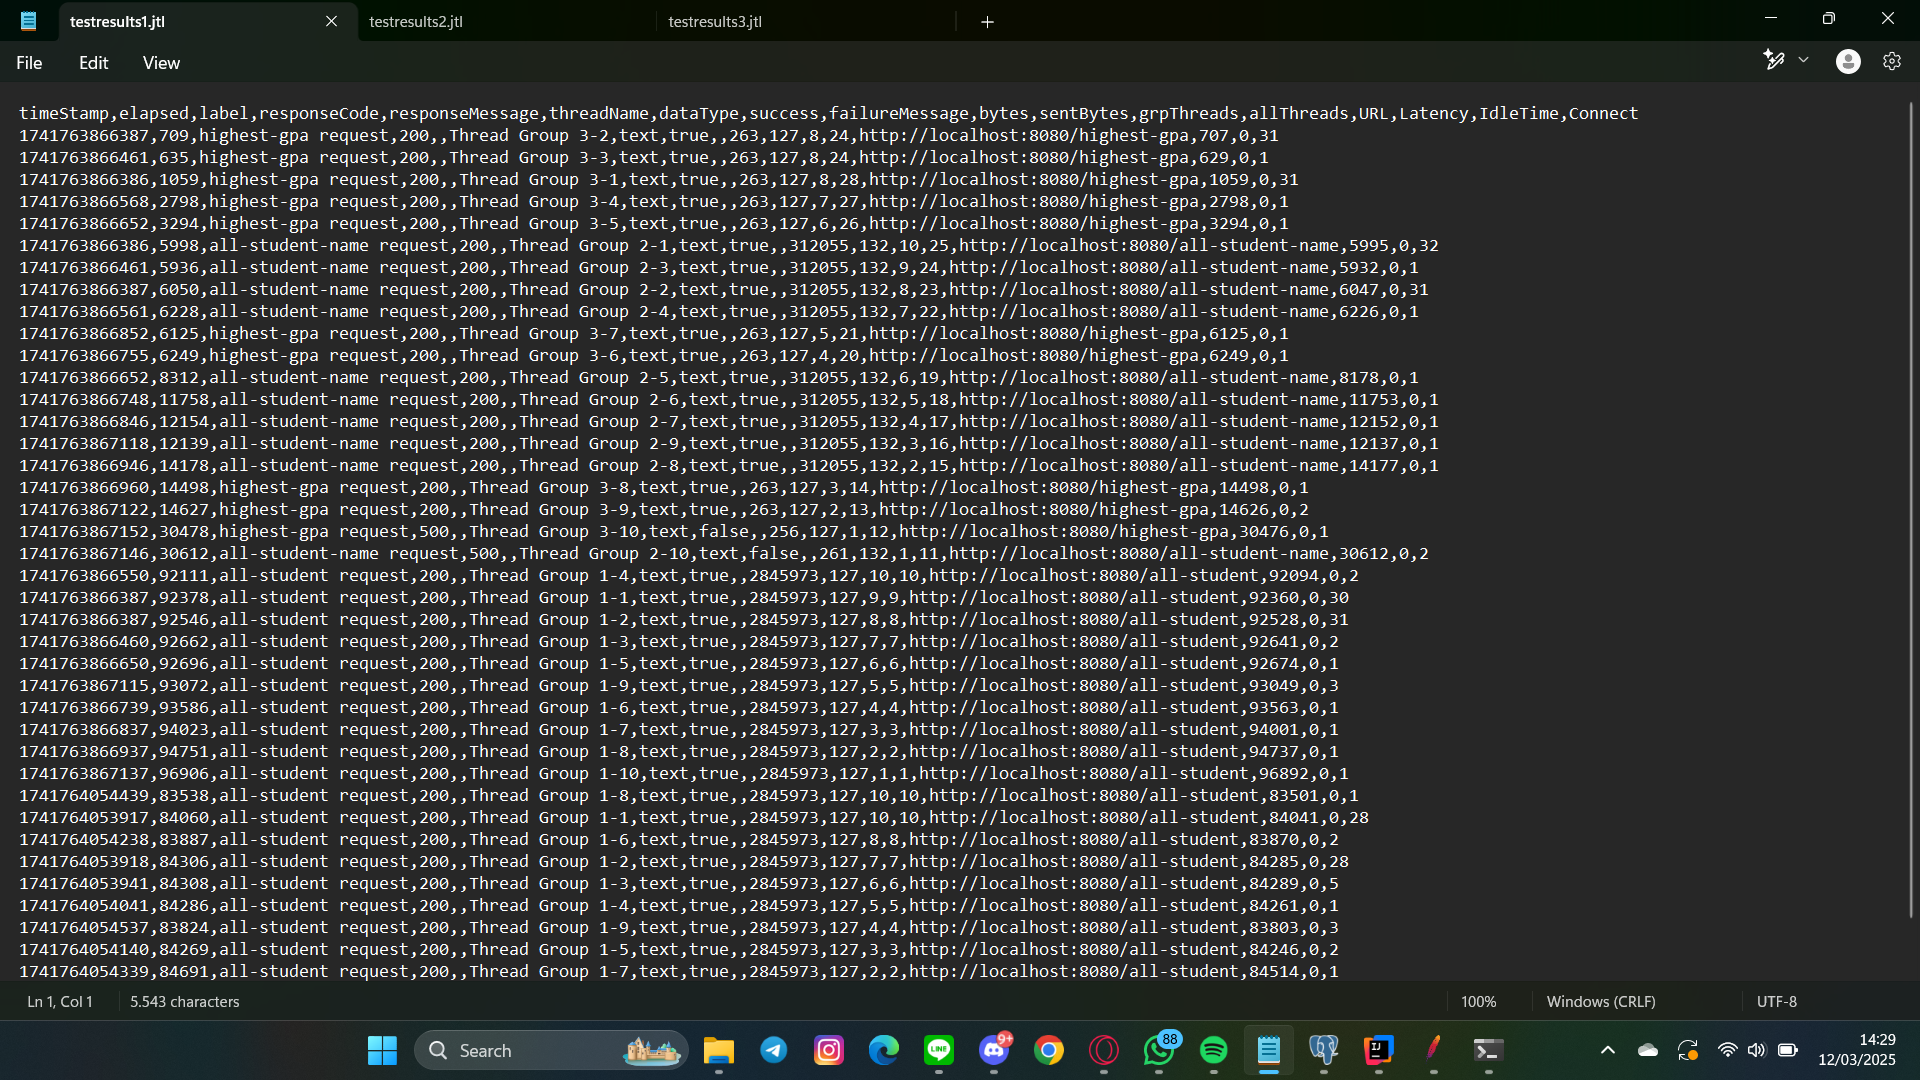 testresults1.jtl
testresults2.jtl
testresults3.jtl
File Edit View
timeStamp,elapsed,label,responseCode,responseMessage,threadName,dataType,success,failureMessage,bytes,sentBytes,grpThreads,allThreads,URL,Latency,IdleTime,Connect
1741763866387,709,highest-gpa request,200,,Thread Group 3-2,text,true,,263,127,8,24,http://localhost:8080/highest-gpa,707,0,31
1741763866461,635,highest-gpa request,200,,Thread Group 3-3,text,true,,263,127,8,24,http://localhost:8080/highest-gpa,629,0,1
1741763866386,1059,highest-gpa request,200,,Thread Group 3-1,text,true,,263,127,8,28,http://localhost:8080/highest-gpa,1059,0,31
1741763866568,2798,highest-gpa request,200,,Thread Group 3-4,text,true,,263,127,7,27,http://localhost:8080/highest-gpa,2798,0,1
1741763866652,3294,highest-gpa request,200,,Thread Group 3-5,text,true,,263,127,6,26,http://localhost:8080/highest-gpa,3294,0,1
1741763866386,5998,all-student-name request,200,,Thread Group 2-1,text,true,,312055,132,10,25,http://localhost:8080/all-student-name,5995,0,32
1741763866461,5936,all-student-name request,200,,Thread Group 2-3,text,true,,312055,132,9,24,http://localhost:8080/all-student-name,5932,0,1
1741763866387,6050,all-student-name request,200,,Thread Group 2-2,text,true,,312055,132,8,23,http://localhost:8080/all-student-name,6047,0,31
1741763866561,6228,all-student-name request,200,,Thread Group 2-4,text,true,,312055,132,7,22,http://localhost:8080/all-student-name,6226,0,1
1741763866852,6125,highest-gpa request,200,,Thread Group 3-7,text,true,,263,127,5,21,http://localhost:8080/highest-gpa,6125,0,1
1741763866755,6249,highest-gpa request,200,,Thread Group 3-6,text,true,,263,127,4,20,http://localhost:8080/highest-gpa,6249,0,1
1741763866652,8312,all-student-name request,200,,Thread Group 2-5,text,true,,312055,132,6,19,http://localhost:8080/all-student-name,8178,0,1
1741763866748,11758,all-student-name request,200,,Thread Group 2-6,text,true,,312055,132,5,18,http://localhost:8080/all-student-name,11753,0,1
1741763866846,12154,all-student-name request,200,,Thread Group 2-7,text,true,,312055,132,4,17,http://localhost:8080/all-student-name,12152,0,1
1741763867118,12139,all-student-name request,200,,Thread Group 2-9,text,true,,312055,132,3,16,http://localhost:8080/all-student-name,12137,0,1
1741763866946,14178,all-student-name request,200,,Thread Group 2-8,text,true,,312055,132,2,15,http://localhost:8080/all-student-name,14177,0,1
1741763866960,14498,highest-gpa request,200,,Thread Group 3-8,text,true,,263,127,3,14,http://localhost:8080/highest-gpa,14498,0,1
1741763867122,14627,highest-gpa request,200,,Thread Group 3-9,text,true,,263,127,2,13,http://localhost:8080/highest-gpa,14626,0,2
1741763867152,30478,highest-gpa request,500,,Thread Group 3-10,text,false,,256,127,1,12,http://localhost:8080/highest-gpa,30476,0,1
1741763867146,30612,all-student-name request,500,,Thread Group 2-10,text,false,,261,132,1,11,http://localhost:8080/all-student-name,30612,0,2
1741763866550,92111,all-student request,200,,Thread Group 1-4,text,true,,2845973,127,10,10,http://localhost:8080/all-student,92094,0,2
1741763866387,92378,all-student request,200,,Thread Group 1-1,text,true,,2845973,127,9,9,http://localhost:8080/all-student,92360,0,30
1741763866387,92546,all-student request,200,,Thread Group 1-2,text,true,,2845973,127,8,8,http://localhost:8080/all-student,92528,0,31
1741763866460,92662,all-student request,200,,Thread Group 1-3,text,true,,2845973,127,7,7,http://localhost:8080/all-student,92641,0,2
1741763866650,92696,all-student request,200,,Thread Group 1-5,text,true,,2845973,127,6,6,http://localhost:8080/all-student,92674,0,1
1741763867115,93072,all-student request,200,,Thread Group 1-9,text,true,,2845973,127,5,5,http://localhost:8080/all-student,93049,0,3
1741763866739,93586,all-student request,200,,Thread Group 1-6,text,true,,2845973,127,4,4,http://localhost:8080/all-student,93563,0,1
1741763866837,94023,all-student request,200,,Thread Group 1-7,text,true,,2845973,127,3,3,http://localhost:8080/all-student,94001,0,1
1741763866937,94751,all-student request,200,,Thread Group 1-8,text,true,,2845973,127,2,2,http://localhost:8080/all-student,94737,0,1
1741763867137,96906,all-student request,200,,Thread Group 1-10,text,true,,2845973,127,1,1,http://localhost:8080/all-student,96892,0,1
1741764054439,83538,all-student request,200,,Thread Group 1-8,text,true,,2845973,127,10,10,http://localhost:8080/all-student,83501,0,1
1741764053917,84060,all-student request,200,,Thread Group 1-1,text,true,,2845973,127,10,10,http://localhost:8080/all-student,84041,0,28
1741764054238,83887,all-student request,200,,Thread Group 1-6,text,true,,2845973,127,8,8,http://localhost:8080/all-student,83870,0,2
1741764053918,84306,all-student request,200,,Thread Group 1-2,text,true,,2845973,127,7,7,http://localhost:8080/all-student,84285,0,28
1741764053941,84308,all-student request,200,,Thread Group 1-3,text,true,,2845973,127,6,6,http://localhost:8080/all-student,84289,0,5
1741764054041,84286,all-student request,200,,Thread Group 1-4,text,true,,2845973,127,5,5,http://localhost:8080/all-student,84261,0,1
1741764054537,83824,all-student request,200,,Thread Group 1-9,text,true,,2845973,127,4,4,http://localhost:8080/all-student,83803,0,3
1741764054140,84269,all-student request,200,,Thread Group 1-5,text,true,,2845973,127,3,3,http://localhost:8080/all-student,84246,0,2
1741764054339,84691,all-student request,200,,Thread Group 1-7,text,true,,2845973,127,2,2,http://localhost:8080/all-student,84514,0,1
Ln 1, Col 1
5.543 characters
100%
Windows (CRLF)
UTF-8
Search
LINE
9+
88
IJ
14:29
12/03/2025